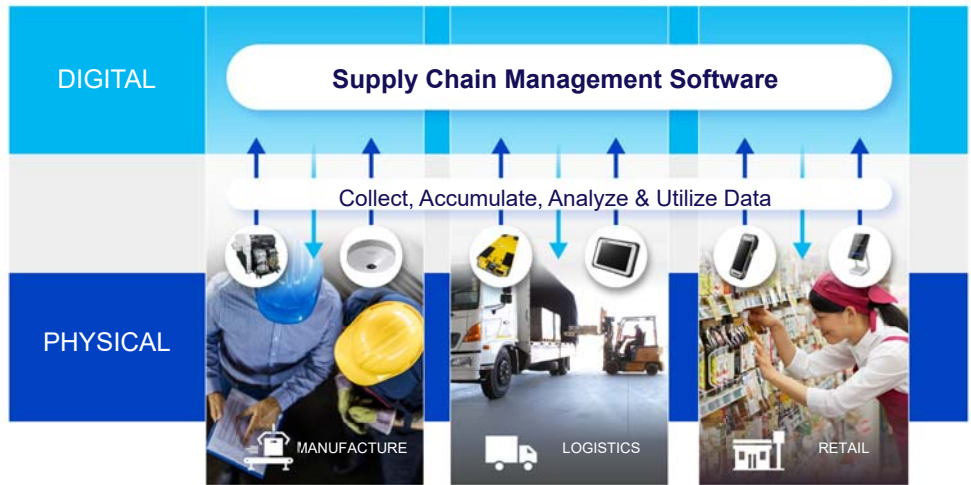 DIGITAL
Supply Chain Management Software
Collect, Accumulate, Analyze & Utilize Data
PHYSICAL
MANUFACTURE
LOGISTICS
RETAIL